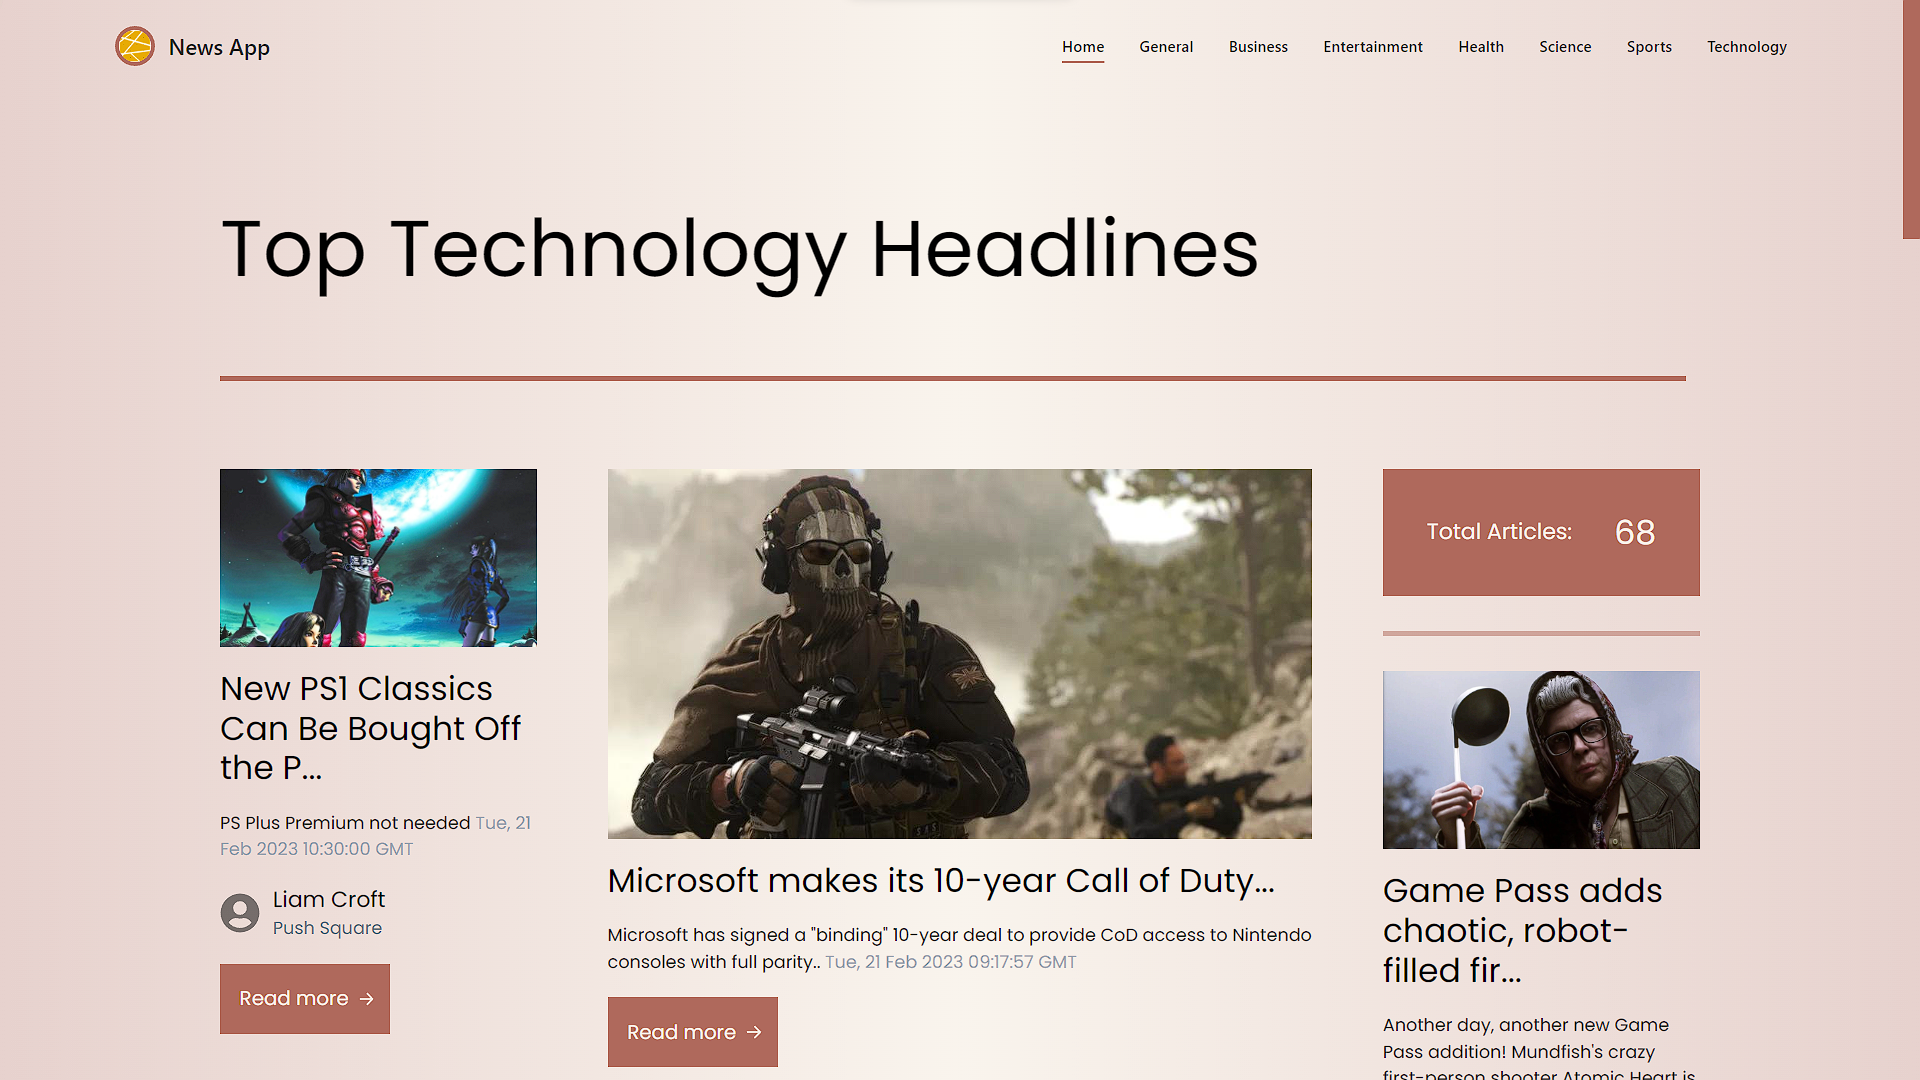 News App
Home General Business Entertainment Health Science Sports Technology
Top Technology Headlines
New PS1 Classics
Can Be Bought Off
the P...
PS Plus Premium not needed Tue, 21
Feb 2023 10:30:00 GMT
Liam Croft
Push Square
Read more →
Microsoft makes its 10-year Call of Duty...
Microsoft has signed a "binding" 10-year deal to provide CoD access to Nintendo
consoles with full parity.. Tue, 21 Feb 2023 09:17:57 GMT
Read more →
Total Articles: 68
Game Pass adds
chaotic, robot-
filled fir...
Another day, another new Game
Pass addition! Mundfish's crazy
first-person shooter Atomic Heart is